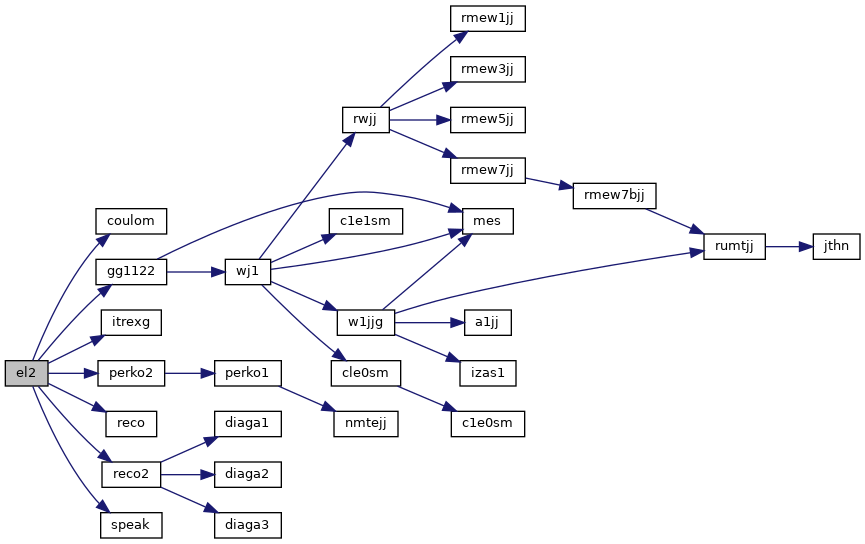 rmew1jj
rmew3jj
rwjj
rmew5jj
rmew7jj
rmew7bjj
coulom
c1e1sm
mes
rumtjj
jthn
gg1122
wj1
itrexg
w1jjg
a1jj
el2
perko2
perko1
cle0sm
izas1
reco
diaga1
nmtejj
c1e0sm
reco2
diaga2
speak
diaga3